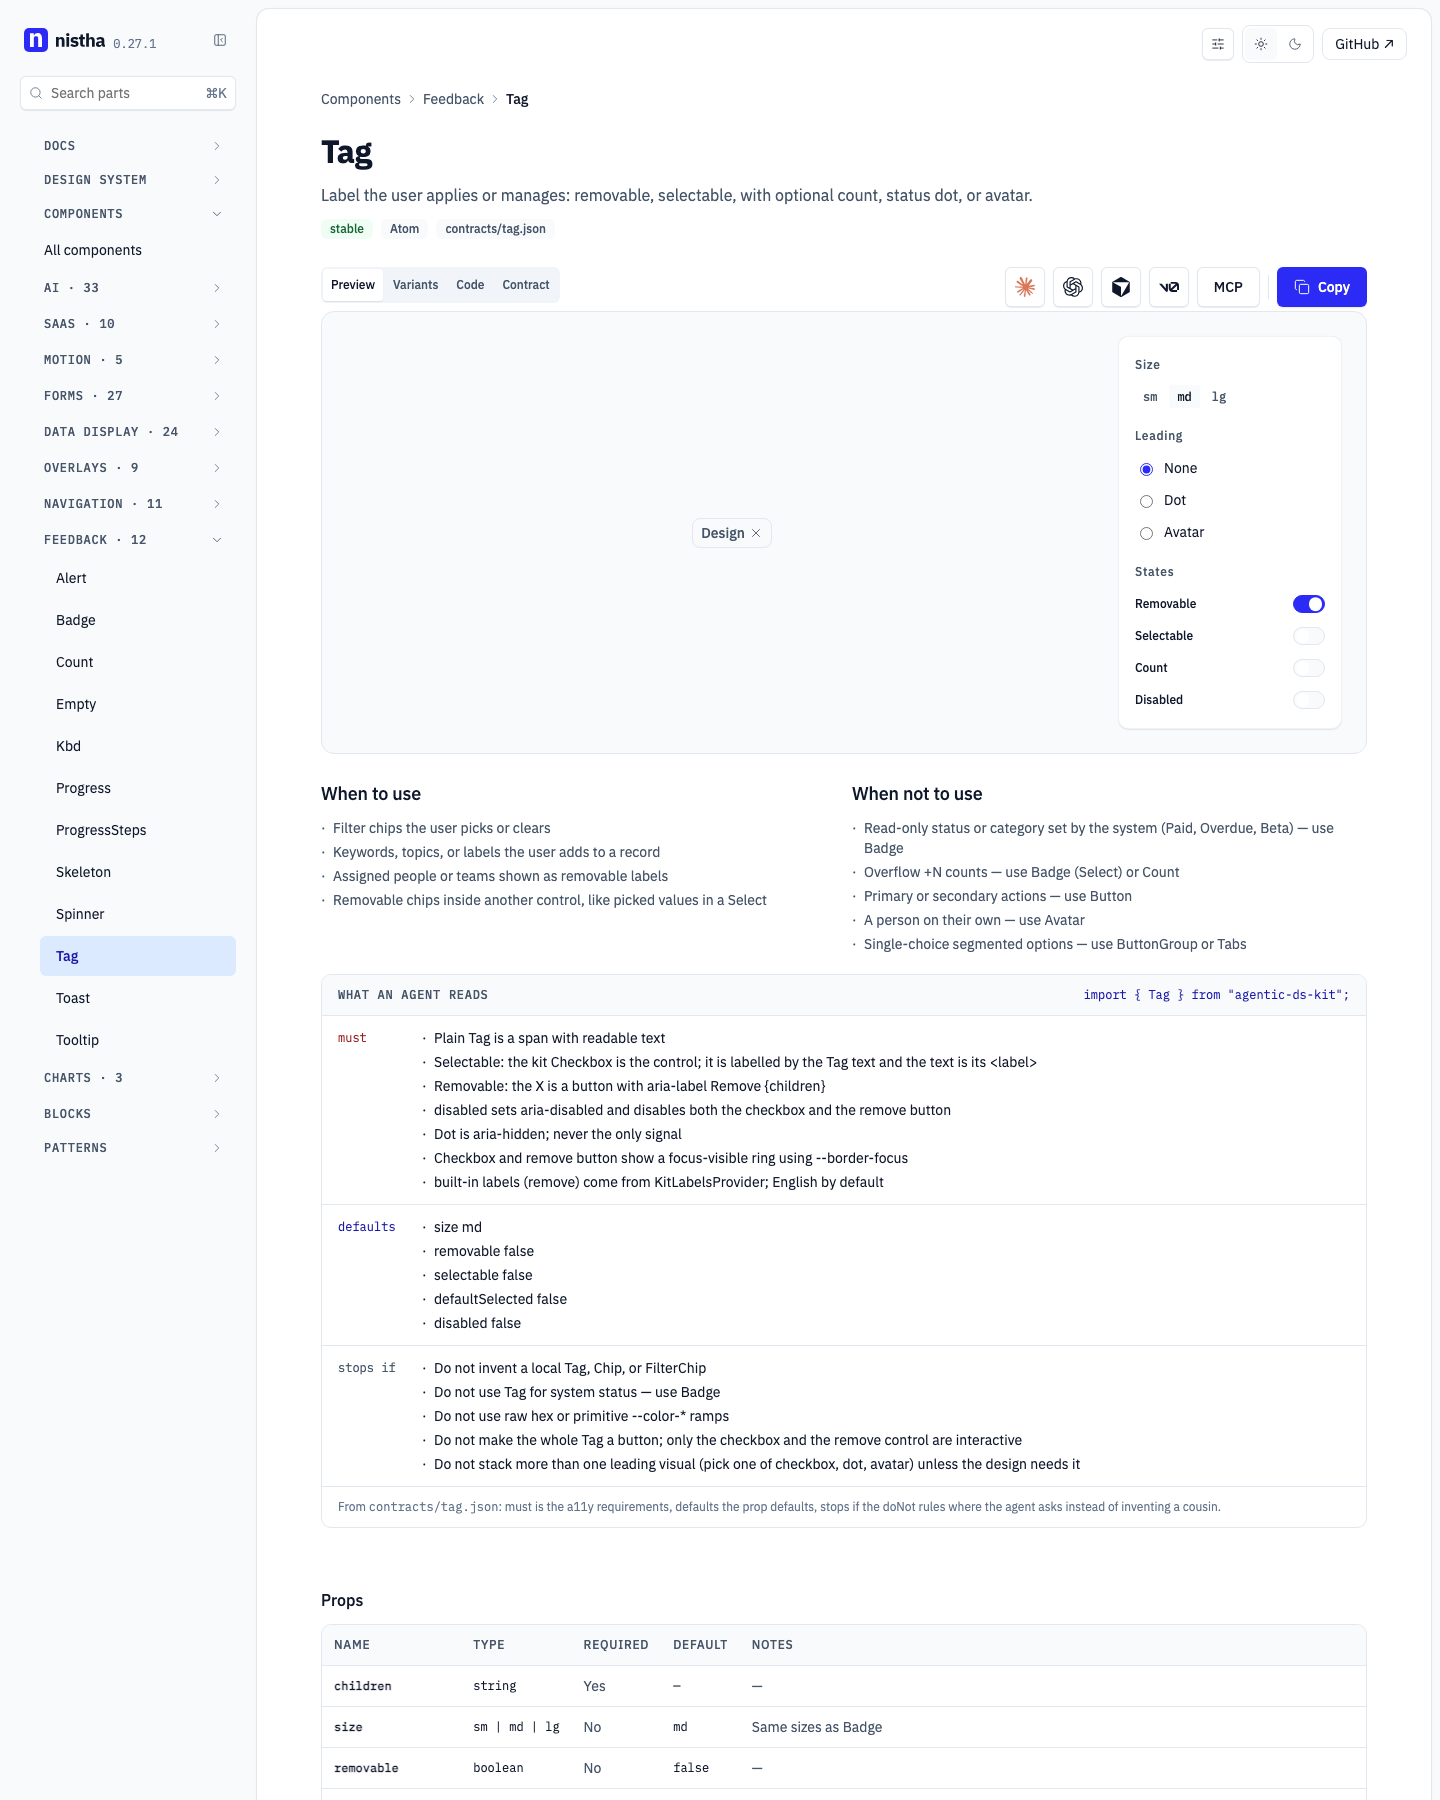 nistha 0.27.1
Search parts ⌘K
DOCS
DESIGN SYSTEM
COMPONENTS
All components
AI · 33
SAAS · 10
MOTION · 5
FORMS · 27
DATA DISPLAY · 24
OVERLAYS · 9
NAVIGATION · 11
FEEDBACK · 12
Alert
Badge
Count
Empty
Kbd
Progress
ProgressSteps
Skeleton
Spinner
Tag
Toast
Tooltip
CHARTS · 3
BLOCKS
PATTERNS
GitHub
Components Feedback Tag
Tag
Label the user applies or manages: removable, selectable, with optional count, status dot, or avatar.
stable Atom contracts/tag.json
Preview Variants Code Contract
v0 MCP Copy
Design
Size
sm md lg
Leading
None
Dot
Avatar
States
Removable
Selectable
Count
Disabled
When to use
· Filter chips the user picks or clears
· Keywords, topics, or labels the user adds to a record
· Assigned people or teams shown as removable labels
· Removable chips inside another control, like picked values in a Select
When not to use
· Read-only status or category set by the system (Paid, Overdue, Beta) — use
Badge
· Overflow +N counts — use Badge (Select) or Count
· Primary or secondary actions — use Button
· A person on their own — use Avatar
· Single-choice segmented options — use ButtonGroup or Tabs
WHAT AN AGENT READS import { Tag } from "agentic-ds-kit";
must
· Plain Tag is a span with readable text
· Selectable: the kit Checkbox is the control; it is labelled by the Tag text and the text is its <label>
· Removable: the X is a button with aria-label Remove {children}
· disabled sets aria-disabled and disables both the checkbox and the remove button
· Dot is aria-hidden; never the only signal
· Checkbox and remove button show a focus-visible ring using --border-focus
· built-in labels (remove) come from KitLabelsProvider; English by default
defaults
· size md
· removable false
· selectable false
· defaultSelected false
· disabled false
stops if
· Do not invent a local Tag, Chip, or FilterChip
· Do not use Tag for system status — use Badge
· Do not use raw hex or primitive --color-* ramps
· Do not make the whole Tag a button; only the checkbox and the remove control are interactive
· Do not stack more than one leading visual (pick one of checkbox, dot, avatar) unless the design needs it
From contracts/tag.json: must is the a11y requirements, defaults the prop defaults, stops if the doNot rules where the agent asks instead of inventing a cousin.
Props
NAME TYPE REQUIRED DEFAULT NOTES
children string Yes — —
size sm | md | lg No md Same sizes as Badge
removable boolean No false —